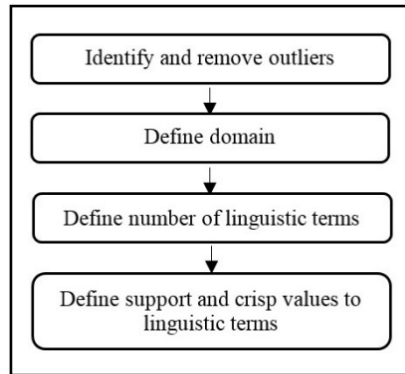 Identify and remove outliers
Define domain
Define number of linguistic terms
Define support and crisp values to
linguistic terms